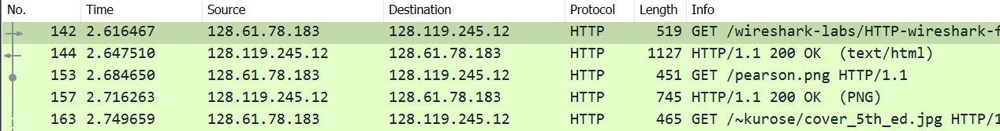 No. Time Source Destination Protocol Length Info
142 2.616467 128.61.78.183 128.119.245.12 HTTP 519 GET /wireshark-labs/HTTP-wireshark-f
144 2.647510 128.119.245.12 128.61.78.183 HTTP 1127 HTTP/1.1 200 OK (text/html)
153 2.684650 128.61.78.183 128.119.245.12 HTTP 451 GET /pearson.png HTTP/1.1
157 2.716263 128.119.245.12 128.61.78.183 HTTP 745 HTTP/1.1 200 OK (PNG)
163 2.749659 128.61.78.183 128.119.245.12 HTTP 465 GET /~kurose/cover_5th_ed.jpg HTTP/1